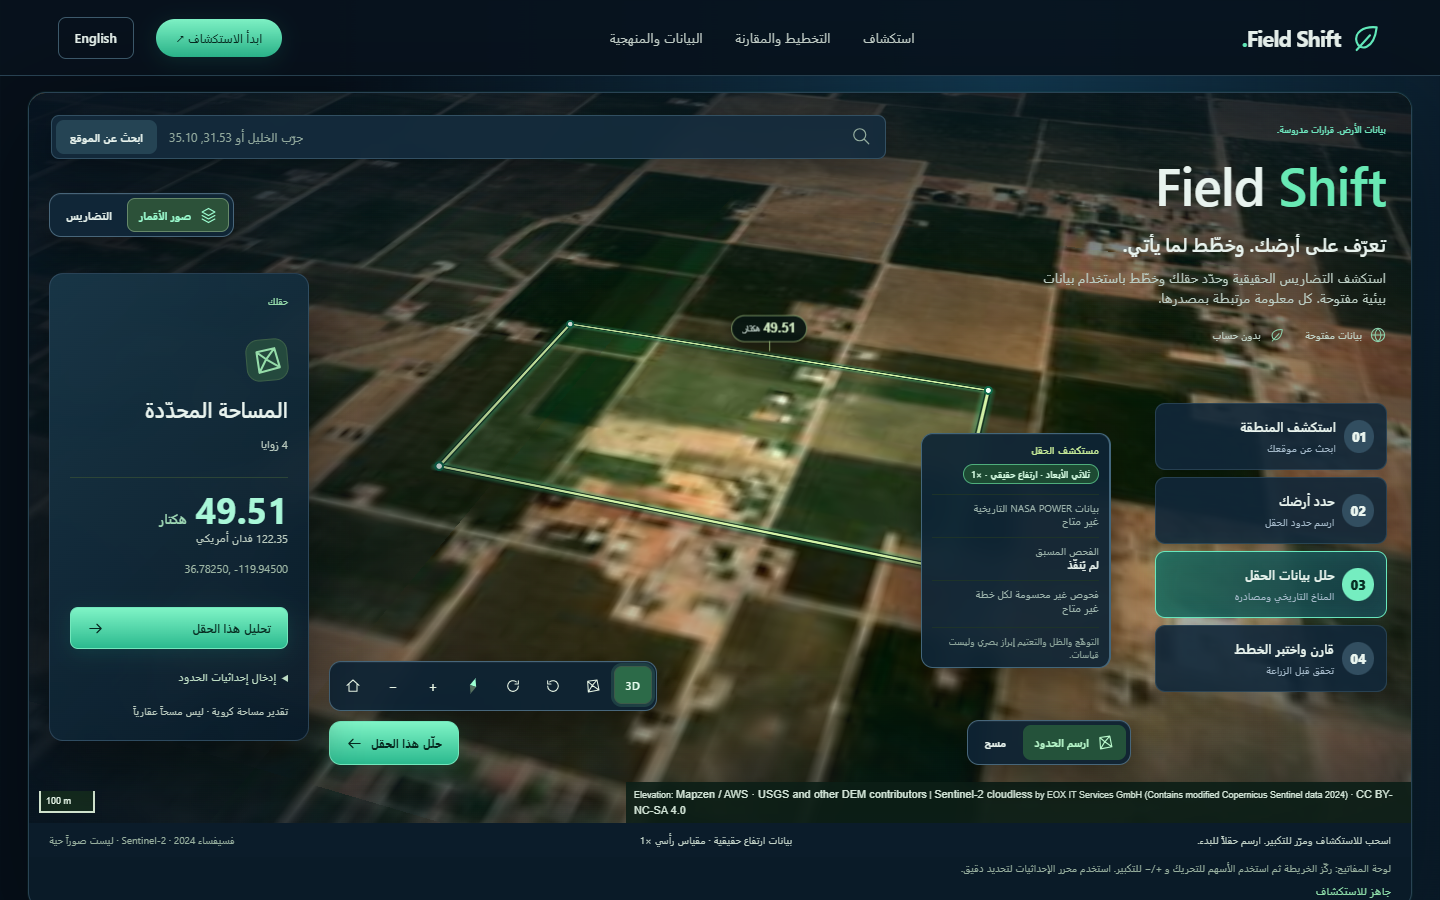 Field Shift.
استكشاف
التخطيط والمقارنة
البيانات والمنهجية
ابدأ الاستكشاف ↗
English
بيانات الأرض. قرارات مدروسة.
Field Shift
تعرّف على أرضك. وخطّط لما يأتي.
استكشف التضاريس الحقيقية وحدّد حقلك وخطّط باستخدام بيانات
بيئية مفتوحة. كل معلومة مرتبطة بمصدرها.
بيانات مفتوحة
بدون حساب
جرّب الخليل أو 31.53, 35.10
ابحث عن الموقع
صور الأقمار
التضاريس
01
استكشف المنطقة
ابحث عن موقعك
02
حدد أرضك
ارسم حدود الحقل
03
حلل بيانات الحقل
المناخ التاريخي ومصادره
04
قارن واختبر الخطط
تحقق قبل الزراعة
49.51 هكتار
مستكشف الحقل
ثلاثي الأبعاد · ارتفاع حقيقي · 1×
بيانات NASA POWER التاريخية
غير متاح
الفحص المسبق
لم يُنفّذ
فحوص غير محسومة لكل خطة
غير متاح
التوهّج والظل والتعتيم إبراز بصري وليست
قياسات.
حقلك
المساحة المحدّدة
4 زوايا
49.51 هكتار
122.35 فدان أمريكي
36.78250, -119.94500
تحليل هذا الحقل
إدخال إحداثيات الحدود
تقدير مساحة كروية · ليس مسحاً عقارياً
3D
+
−
حلّل هذا الحقل
ارسم الحدود
مسح
100 m
Elevation: Mapzen / AWS · USGS and other DEM contributors | Sentinel-2 cloudless by EOX IT Services GmbH (Contains modified Copernicus Sentinel data 2024) · CC BY-
NC-SA 4.0
اسحب للاستكشاف ومرّر للتكبير. ارسم حقلاً للبدء.
بيانات ارتفاع حقيقية · مقياس رأسي 1×
فسيفساء Sentinel-2 · 2024 · ليست صوراً حية
لوحة المفاتيح: ركّز الخريطة ثم استخدم الأسهم للتحريك و +/− للتكبير. استخدم محرر الإحداثيات لتحديد دقيق.
جاهز للاستكشاف